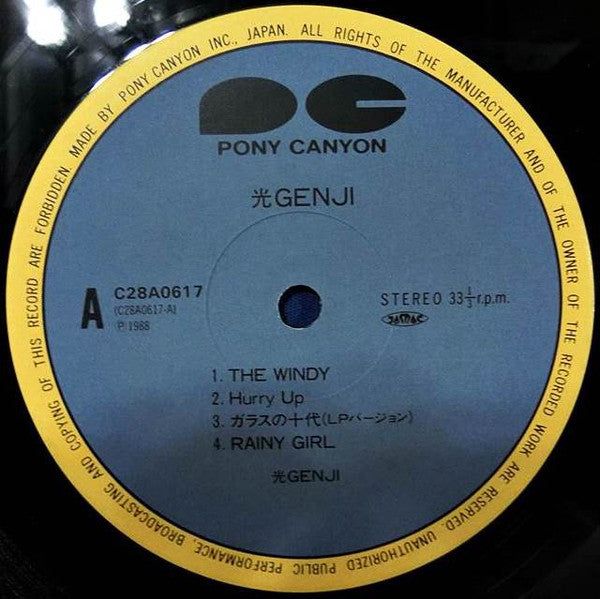 MADE BY PONY CANYON INC., JAPAN. ALL RIGHTS OF THE MANUFACTURER AND OF THE OWNER OF THE RECORDED WORK ARE RESERVED. UNAUTHORIZED PUBLIC PERFORMANCE, BROADCASTING AND COPYING OF THIS RECORD ARE FORBIDDEN.
PC
PONY CANYON
光GENJI
A
C28A0617
(C28A0617-A)
Ⓟ 1988
STEREO 33⅓r.p.m.
JASRAC
1. THE WINDY
2. Hurry Up
3. ガラスの十代(LPバージョン)
4. RAINY GIRL
光GENJI